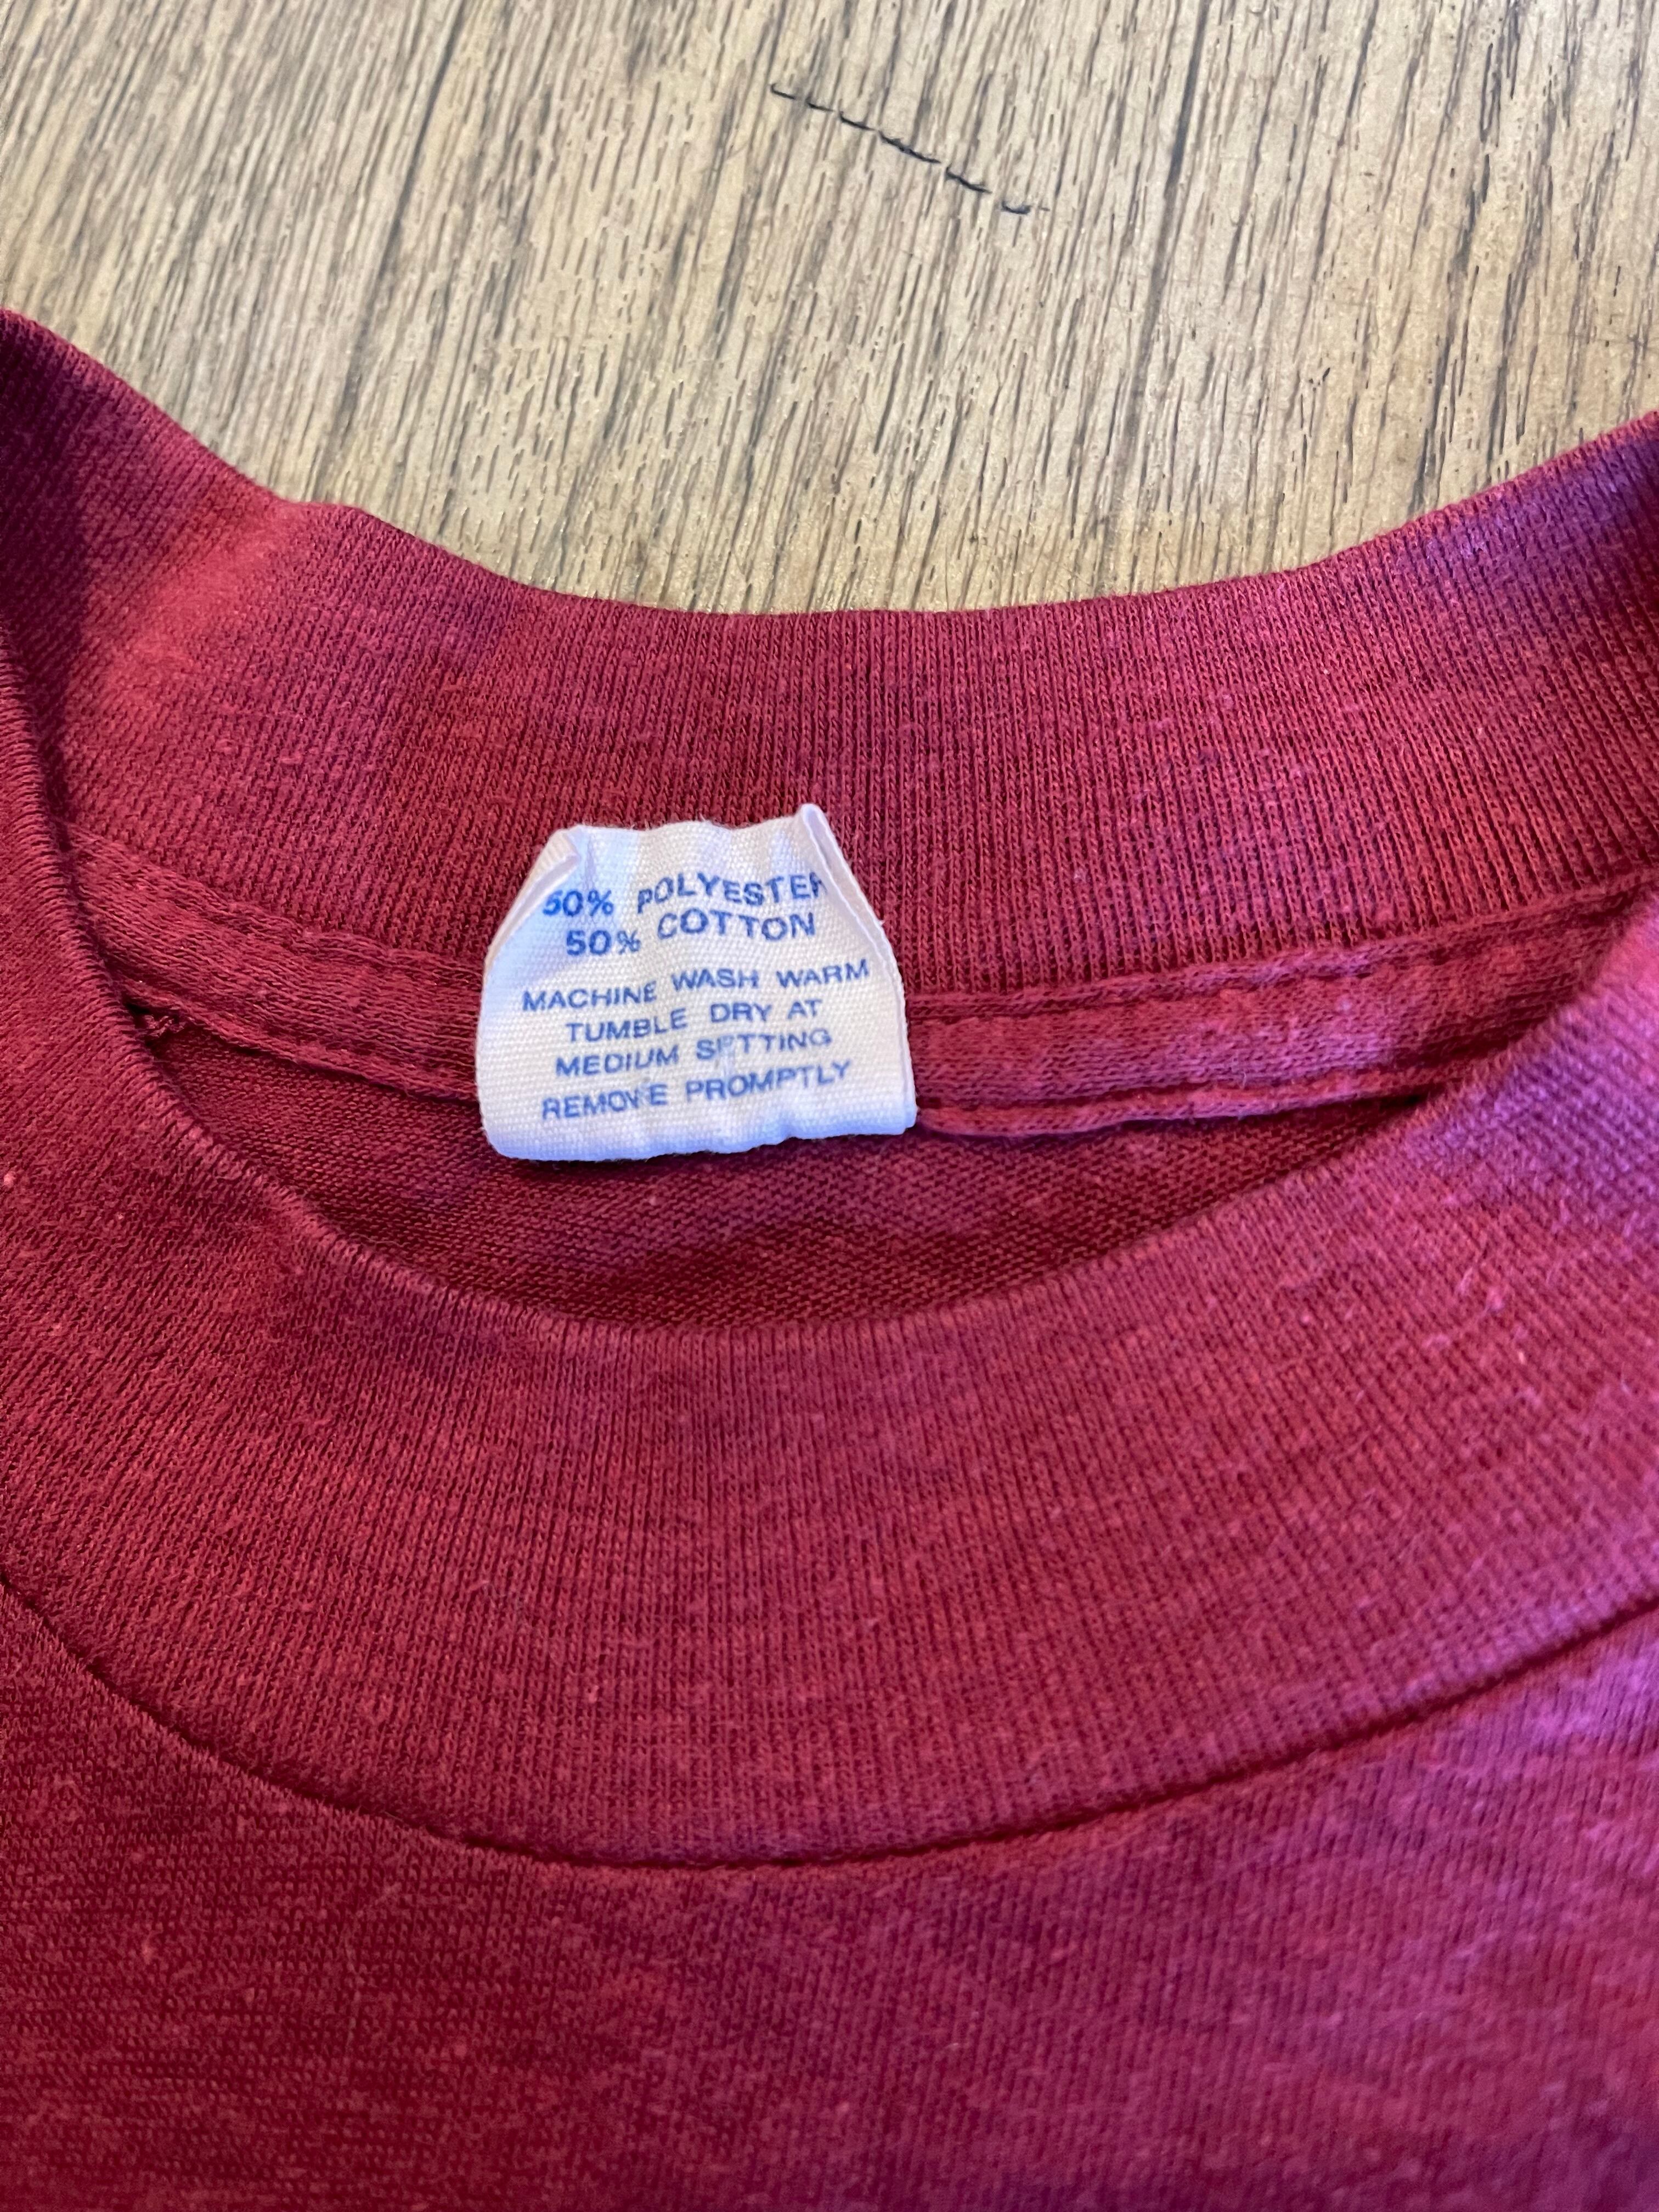 50% POLYESTER
50% COTTON
MACHINE WASH WARM
TUMBLE DRY AT
MEDIUM SETTING
REMOVE PROMPTLY